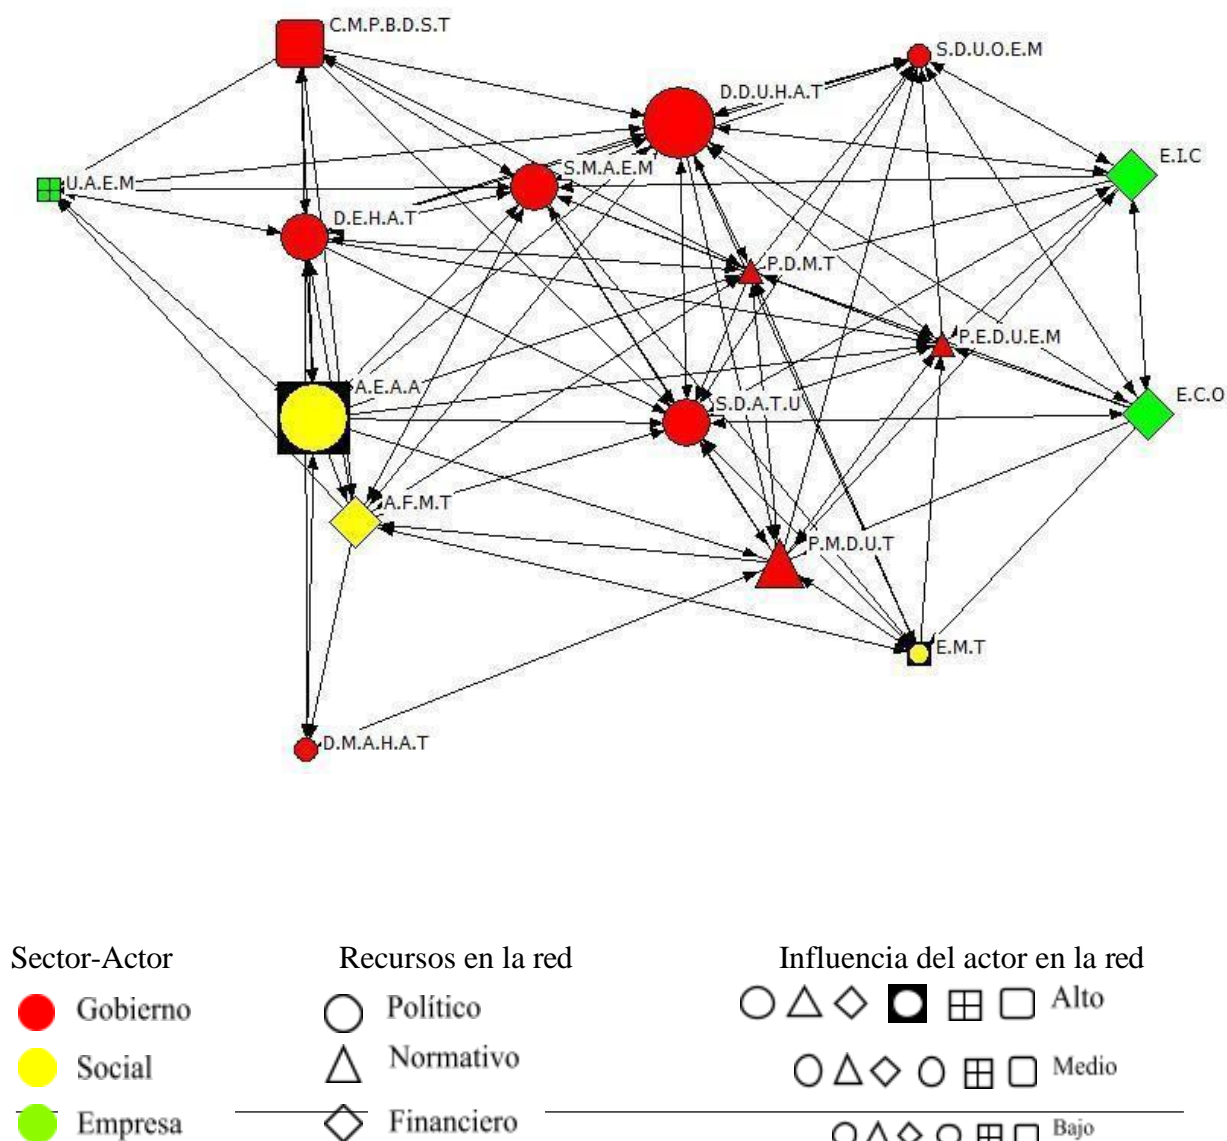 C.M.P.B.D.S.T
S.D.U.O.E.M
D.D.U.H.A.T
E.I.C
S.M.A.E.M
U.A.E.M
D.E.H.A.T
P.D.M.T
P.E.D.U.E.M
A.E.A.A
E.C.O
S.D.A.T.U
A.F.M.T
P.M.D.U.T
E.M.T
D.M.A.H.A.T
Sector-Actor Recursos en la red Influencia del actor en la red
Gobierno Político Alto
Social Normativo Medio
Empresa Financiero Bajo